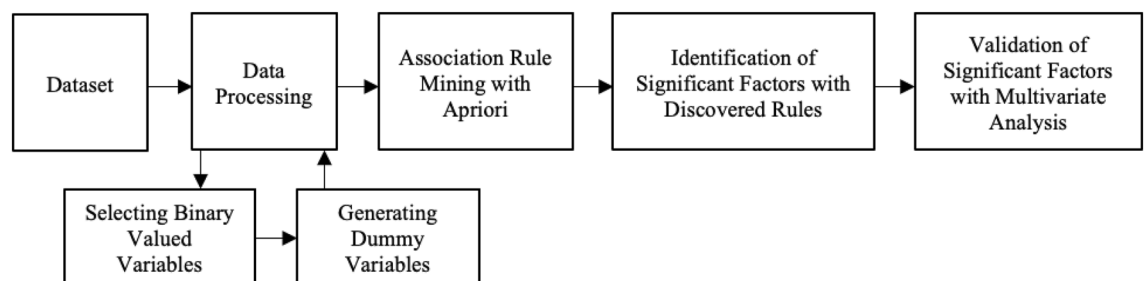 Dataset
Data
Processing
Association Rule
Mining with
Apriori
Identification of
Significant Factors with
Discovered Rules
Validation of
Significant Factors
with Multivariate
Analysis
Selecting Binary
Valued
Variables
Generating
Dummy
Variables